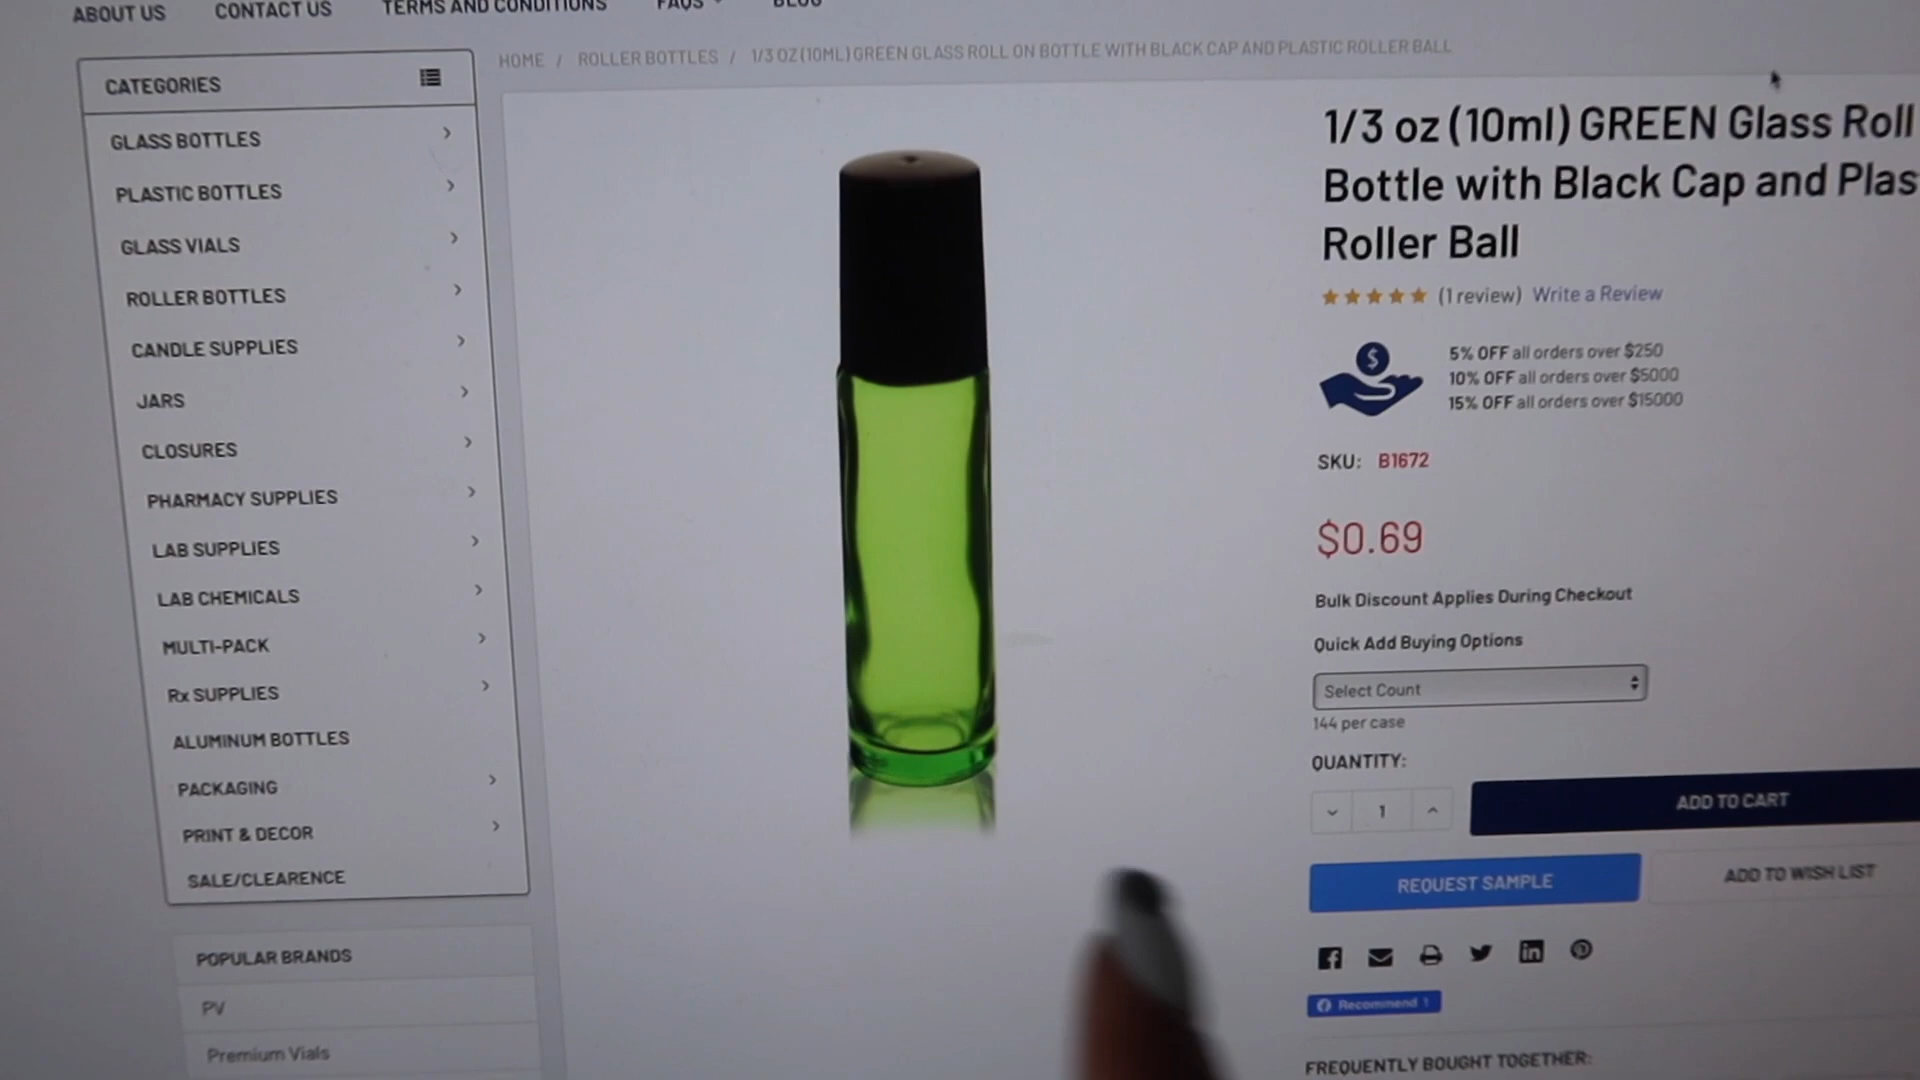 ABOUT US
CONTACT US
TERMS AND CONDITIONS
FAQS
BLOG
CATEGORIES
GLASS BOTTLES
PLASTIC BOTTLES
GLASS VIALS
ROLLER BOTTLES
CANDLE SUPPLIES
JARS
CLOSURES
PHARMACY SUPPLIES
LAB SUPPLIES
LAB CHEMICALS
MULTI-PACK
Rx SUPPLIES
ALUMINUM BOTTLES
PACKAGING
PRINT & DECOR
SALE/CLEARENCE
POPULAR BRANDS
PV
Premium Vials
HOME / ROLLER BOTTLES / 1/3 OZ (10ML) GREEN GLASS ROLL ON BOTTLE WITH BLACK CAP AND PLASTIC ROLLER BALL
1/3 oz (10ml) GREEN Glass Roll
Bottle with Black Cap and Plas
Roller Ball
(1 review) Write a Review
$
5% OFF all orders over $250
10% OFF all orders over $5000
15% OFF all orders over $15000
SKU: B1672
$0.69
Bulk Discount Applies During Checkout
Quick Add Buying Options
Select Count
144 per case
QUANTITY:
1
ADD TO CART
REQUEST SAMPLE
ADD TO WISH LIST
Recommend 1
FREQUENTLY BOUGHT TOGETHER: